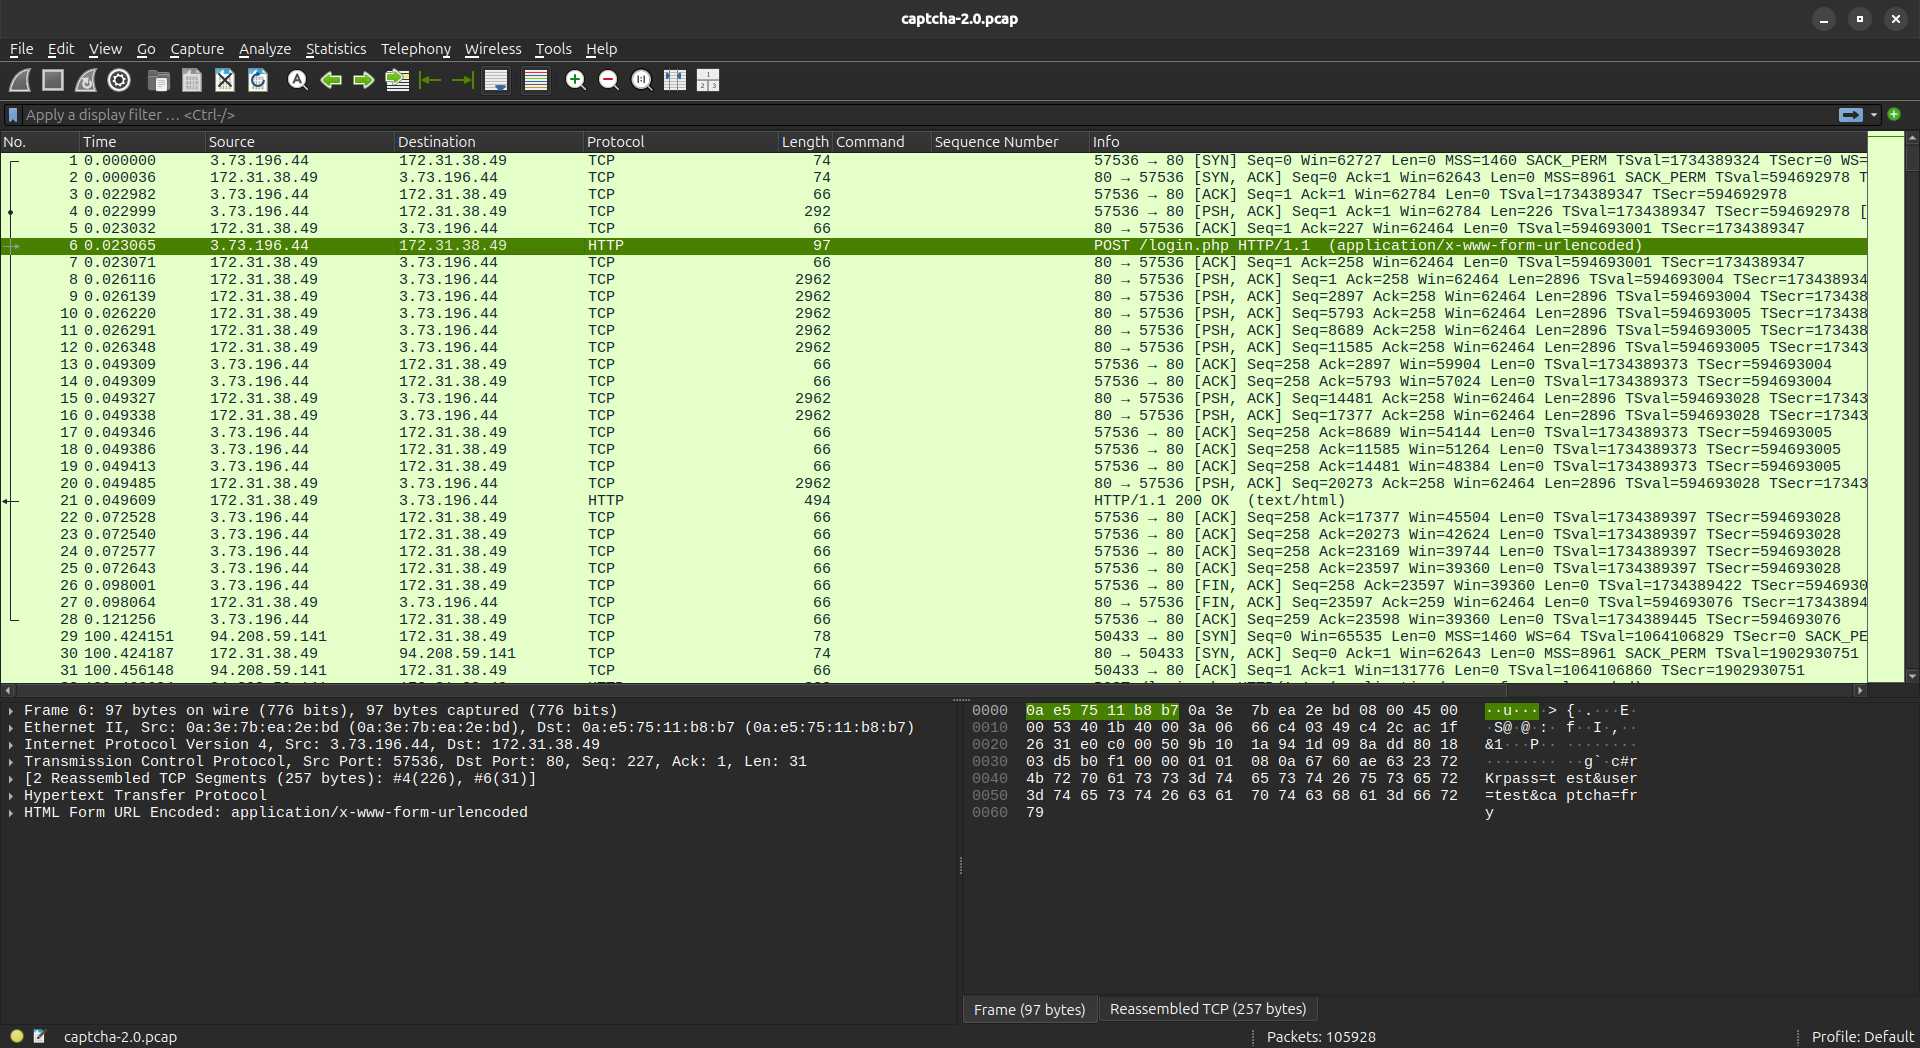 captcha-2.0.pcap
File Edit View Go Capture Analyze Statistics Telephony Wireless Tools Help
Apply a display filter … <Ctrl-/>
No. Time Source Destination Protocol Length Command Sequence Number Info
1 0.000000 3.73.196.44 172.31.38.49 TCP 74 57536 → 80 [SYN] Seq=0 Win=62727 Len=0 MSS=1460 SACK_PERM TSval=1734389324 TSecr=0 WS=
2 0.000036 172.31.38.49 3.73.196.44 TCP 74 80 → 57536 [SYN, ACK] Seq=0 Ack=1 Win=62643 Len=0 MSS=8961 SACK_PERM TSval=594692978 T
3 0.022982 3.73.196.44 172.31.38.49 TCP 66 57536 → 80 [ACK] Seq=1 Ack=1 Win=62784 Len=0 TSval=1734389347 TSecr=594692978
4 0.022999 3.73.196.44 172.31.38.49 TCP 292 57536 → 80 [PSH, ACK] Seq=1 Ack=1 Win=62784 Len=226 TSval=1734389347 TSecr=594692978 [
5 0.023032 172.31.38.49 3.73.196.44 TCP 66 80 → 57536 [ACK] Seq=1 Ack=227 Win=62464 Len=0 TSval=594693001 TSecr=1734389347
6 0.023065 3.73.196.44 172.31.38.49 HTTP 97 POST /login.php HTTP/1.1  (application/x-www-form-urlencoded)
7 0.023071 172.31.38.49 3.73.196.44 TCP 66 80 → 57536 [ACK] Seq=1 Ack=258 Win=62464 Len=0 TSval=594693001 TSecr=1734389347
8 0.026116 172.31.38.49 3.73.196.44 TCP 2962 80 → 57536 [PSH, ACK] Seq=1 Ack=258 Win=62464 Len=2896 TSval=594693004 TSecr=173438934
9 0.026139 172.31.38.49 3.73.196.44 TCP 2962 80 → 57536 [PSH, ACK] Seq=2897 Ack=258 Win=62464 Len=2896 TSval=594693004 TSecr=173438
10 0.026220 172.31.38.49 3.73.196.44 TCP 2962 80 → 57536 [PSH, ACK] Seq=5793 Ack=258 Win=62464 Len=2896 TSval=594693005 TSecr=173438
11 0.026291 172.31.38.49 3.73.196.44 TCP 2962 80 → 57536 [PSH, ACK] Seq=8689 Ack=258 Win=62464 Len=2896 TSval=594693005 TSecr=173438
12 0.026348 172.31.38.49 3.73.196.44 TCP 2962 80 → 57536 [PSH, ACK] Seq=11585 Ack=258 Win=62464 Len=2896 TSval=594693005 TSecr=17343
13 0.049309 3.73.196.44 172.31.38.49 TCP 66 57536 → 80 [ACK] Seq=258 Ack=2897 Win=59904 Len=0 TSval=1734389373 TSecr=594693004
14 0.049309 3.73.196.44 172.31.38.49 TCP 66 57536 → 80 [ACK] Seq=258 Ack=5793 Win=57024 Len=0 TSval=1734389373 TSecr=594693004
15 0.049327 172.31.38.49 3.73.196.44 TCP 2962 80 → 57536 [PSH, ACK] Seq=14481 Ack=258 Win=62464 Len=2896 TSval=594693028 TSecr=17343
16 0.049338 172.31.38.49 3.73.196.44 TCP 2962 80 → 57536 [PSH, ACK] Seq=17377 Ack=258 Win=62464 Len=2896 TSval=594693028 TSecr=17343
17 0.049346 3.73.196.44 172.31.38.49 TCP 66 57536 → 80 [ACK] Seq=258 Ack=8689 Win=54144 Len=0 TSval=1734389373 TSecr=594693005
18 0.049386 3.73.196.44 172.31.38.49 TCP 66 57536 → 80 [ACK] Seq=258 Ack=11585 Win=51264 Len=0 TSval=1734389373 TSecr=594693005
19 0.049413 3.73.196.44 172.31.38.49 TCP 66 57536 → 80 [ACK] Seq=258 Ack=14481 Win=48384 Len=0 TSval=1734389373 TSecr=594693005
20 0.049485 172.31.38.49 3.73.196.44 TCP 2962 80 → 57536 [PSH, ACK] Seq=20273 Ack=258 Win=62464 Len=2896 TSval=594693028 TSecr=17343
21 0.049609 172.31.38.49 3.73.196.44 HTTP 494 HTTP/1.1 200 OK  (text/html)
22 0.072528 3.73.196.44 172.31.38.49 TCP 66 57536 → 80 [ACK] Seq=258 Ack=17377 Win=45504 Len=0 TSval=1734389397 TSecr=594693028
23 0.072540 3.73.196.44 172.31.38.49 TCP 66 57536 → 80 [ACK] Seq=258 Ack=20273 Win=42624 Len=0 TSval=1734389397 TSecr=594693028
24 0.072577 3.73.196.44 172.31.38.49 TCP 66 57536 → 80 [ACK] Seq=258 Ack=23169 Win=39744 Len=0 TSval=1734389397 TSecr=594693028
25 0.072643 3.73.196.44 172.31.38.49 TCP 66 57536 → 80 [ACK] Seq=258 Ack=23597 Win=39360 Len=0 TSval=1734389397 TSecr=594693028
26 0.098001 3.73.196.44 172.31.38.49 TCP 66 57536 → 80 [FIN, ACK] Seq=258 Ack=23597 Win=39360 Len=0 TSval=1734389422 TSecr=5946930
27 0.098064 172.31.38.49 3.73.196.44 TCP 66 80 → 57536 [FIN, ACK] Seq=23597 Ack=259 Win=62464 Len=0 TSval=594693076 TSecr=17343894
28 0.121256 3.73.196.44 172.31.38.49 TCP 66 57536 → 80 [ACK] Seq=259 Ack=23598 Win=39360 Len=0 TSval=1734389445 TSecr=594693076
29 100.424151 94.208.59.141 172.31.38.49 TCP 78 50433 → 80 [SYN] Seq=0 Win=65535 Len=0 MSS=1460 WS=64 TSval=1064106829 TSecr=0 SACK_PE
30 100.424187 172.31.38.49 94.208.59.141 TCP 74 80 → 50433 [SYN, ACK] Seq=0 Ack=1 Win=62643 Len=0 MSS=8961 SACK_PERM TSval=1902930751
31 100.456148 94.208.59.141 172.31.38.49 TCP 66 50433 → 80 [ACK] Seq=1 Ack=1 Win=131776 Len=0 TSval=1064106860 TSecr=1902930751
Frame 6: 97 bytes on wire (776 bits), 97 bytes captured (776 bits)
Ethernet II, Src: 0a:3e:7b:ea:2e:bd (0a:3e:7b:ea:2e:bd), Dst: 0a:e5:75:11:b8:b7 (0a:e5:75:11:b8:b7)
Internet Protocol Version 4, Src: 3.73.196.44, Dst: 172.31.38.49
Transmission Control Protocol, Src Port: 57536, Dst Port: 80, Seq: 227, Ack: 1, Len: 31
[2 Reassembled TCP Segments (257 bytes): #4(226), #6(31)]
Hypertext Transfer Protocol
HTML Form URL Encoded: application/x-www-form-urlencoded
0000 0a e5 75 11 b8 b7 0a 3e 7b ea 2e bd 08 00 45 00 ··u····> {·.···E·
0010 00 53 40 1b 40 00 3a 06 66 c4 03 49 c4 2c ac 1f ·S@·@·:· f··I·,··
0020 26 31 e0 c0 00 50 9b 10 1a 94 1d 09 8a dd 80 18 &1···P·· ········
0030 03 d5 b0 f1 00 00 01 01 08 0a 67 60 ae 63 23 72 ········ ··g`·c#r
0040 4b 72 70 61 73 73 3d 74 65 73 74 26 75 73 65 72 Krpass=t est&user
0050 3d 74 65 73 74 26 63 61 70 74 63 68 61 3d 66 72 =test&ca ptcha=fr
0060 79 y
Frame (97 bytes) Reassembled TCP (257 bytes)
captcha-2.0.pcap Packets: 105928 Profile: Default